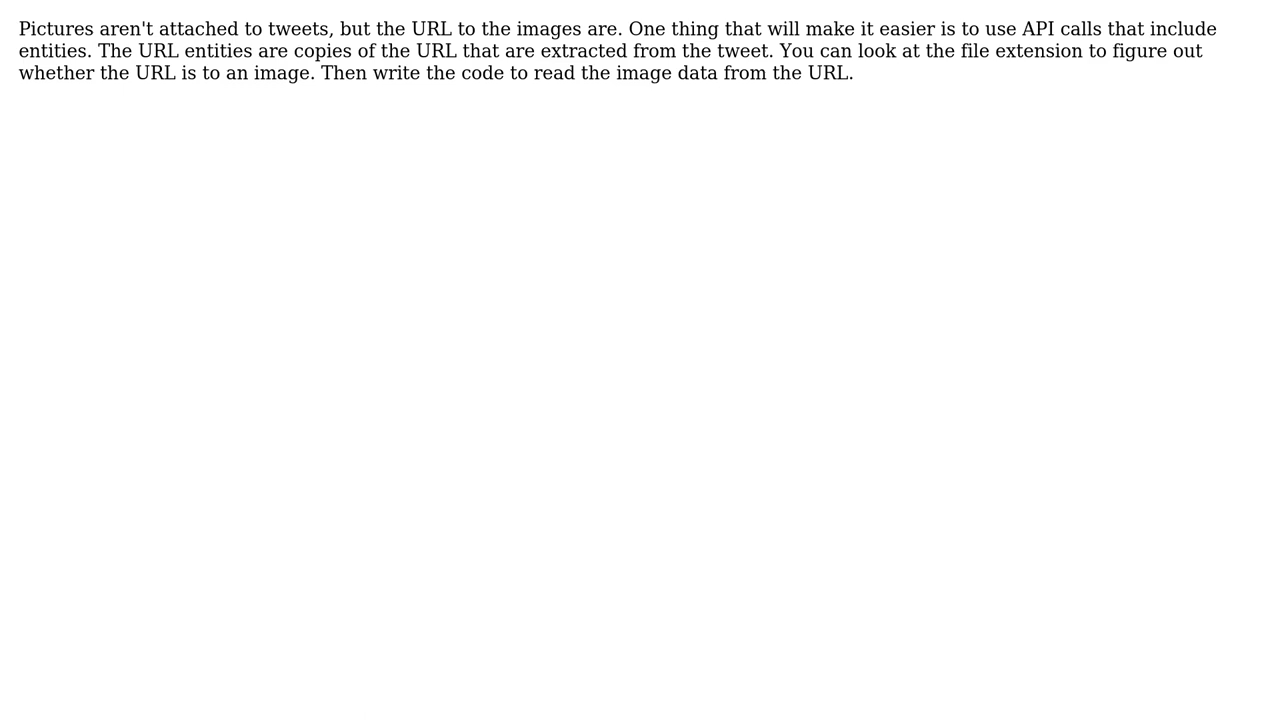 Pictures aren't attached to tweets, but the URL to the images are. One thing that will make it easier is to use API calls that include
entities. The URL entities are copies of the URL that are extracted from the tweet. You can look at the file extension to figure out
whether the URL is to an image. Then write the code to read the image data from the URL.